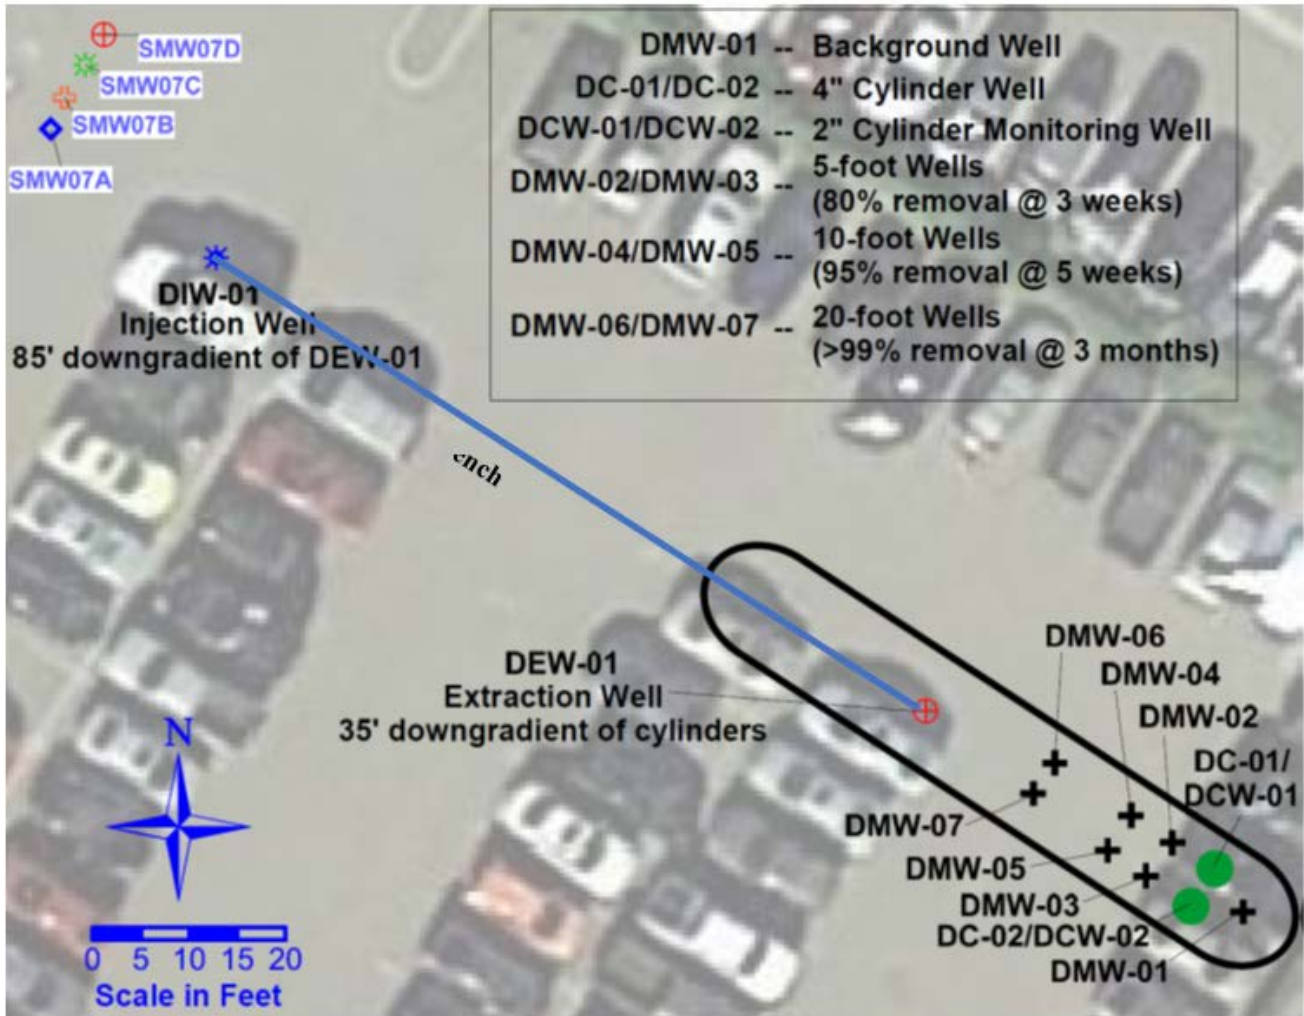 SMW07D
SMW07C
SMW07B
SMW07A
DMW-01 -- Background Well
DC-01/DC-02 -- 4" Cylinder Well
DCW-01/DCW-02 -- 2" Cylinder Monitoring Well
DMW-02/DMW-03 -- 5-foot Wells
(80% removal @ 3 weeks)
DMW-04/DMW-05 -- 10-foot Wells
(95% removal @ 5 weeks)
DMW-06/DMW-07 -- 20-foot Wells
(>99% removal @ 3 months)
DIW-01
Injection Well
85' downgradient of DEW-01
ench
DEW-01
Extraction Well
35' downgradient of cylinders
DMW-06
DMW-04
DMW-02
DC-01/
DCW-01
DMW-07
DMW-05
DMW-03
DC-02/DCW-02
DMW-01
N
0 5 10 15 20
Scale in Feet